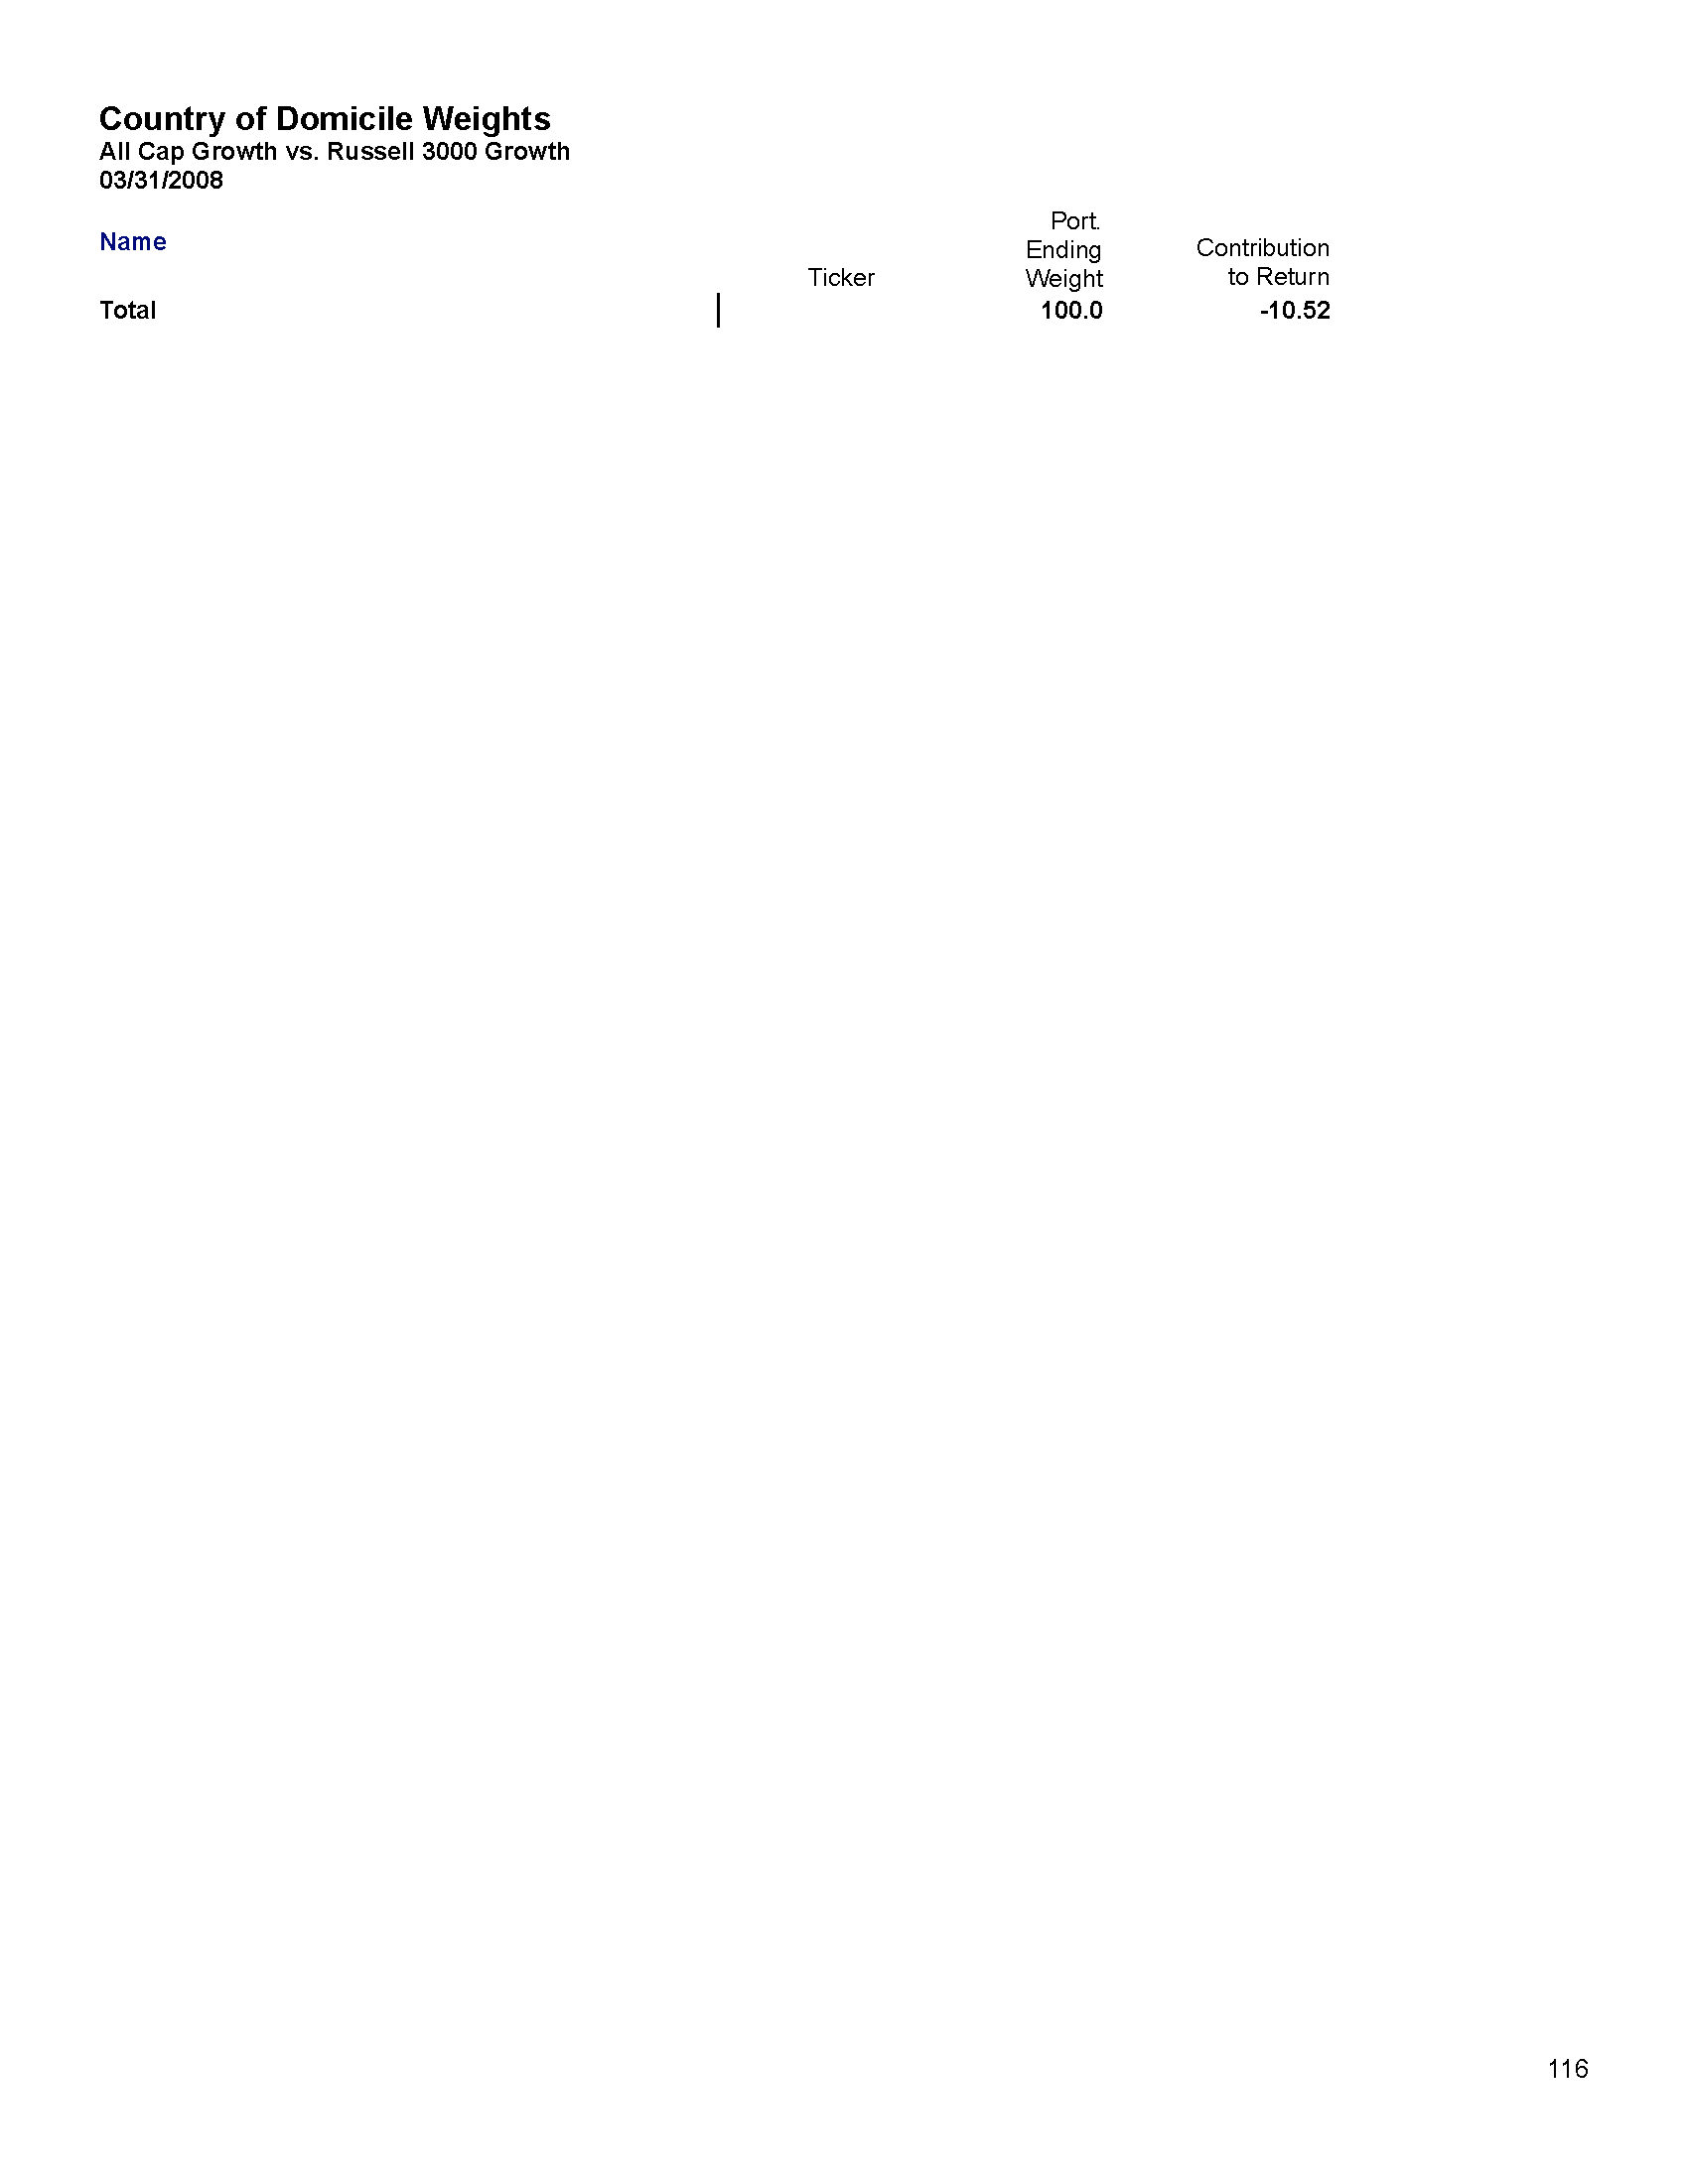 Country of Domicile Weights
All Cap Growth vs. Russell 3000 Growth
03/31/2008
Name
Ticker
Port.
Ending
Weight
Contribution
to Return
Total 100.0 -10.52
116